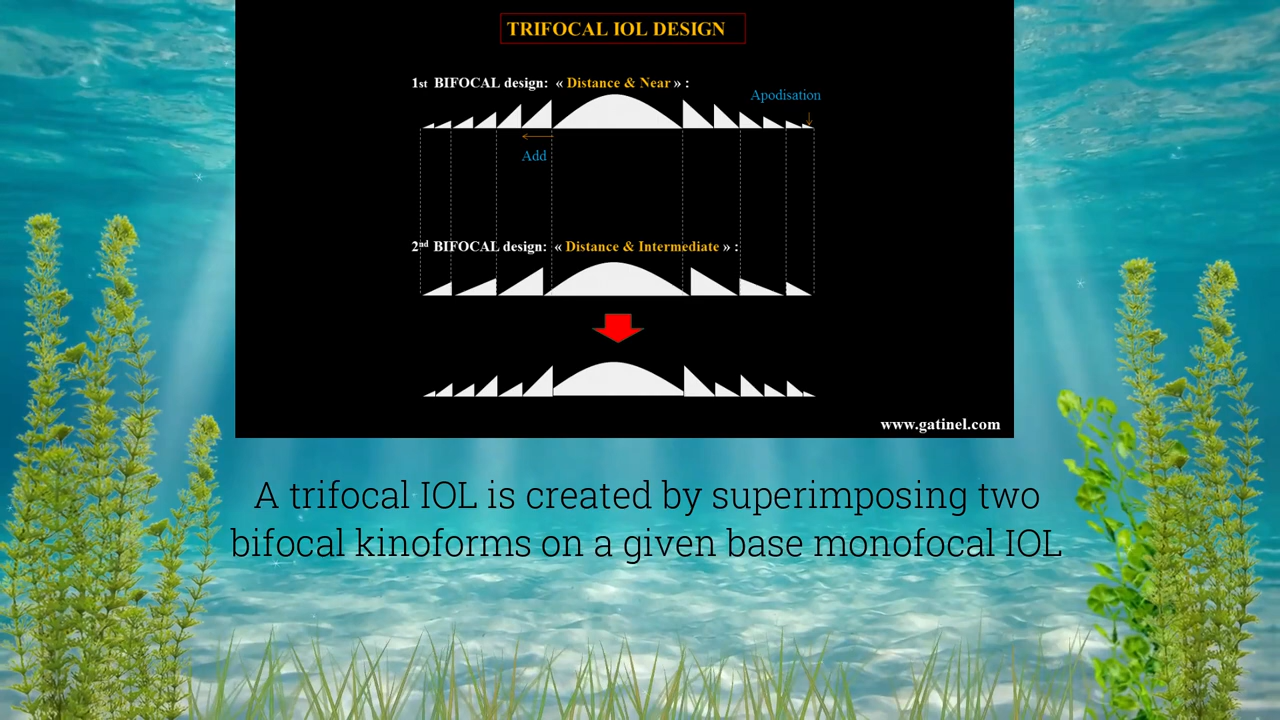 TRIFOCAL IOL DESIGN
1st BIFOCAL design: « Distance & Near » :
Apodisation
Add
2nd BIFOCAL design: « Distance & Intermediate » :
www.gatinel.com
A trifocal IOL is created by superimposing two
bifocal kinoforms on a given base monofocal IOL